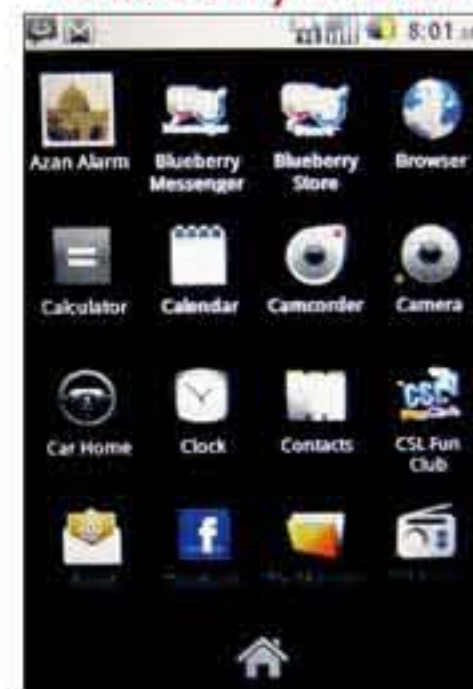 8:01
Azan Alarm Blueberry Messenger Blueberry Store Browser
Calculator Calendar Camcorder Camera
Car Home Clock Contacts CSL Fun Club
CSL